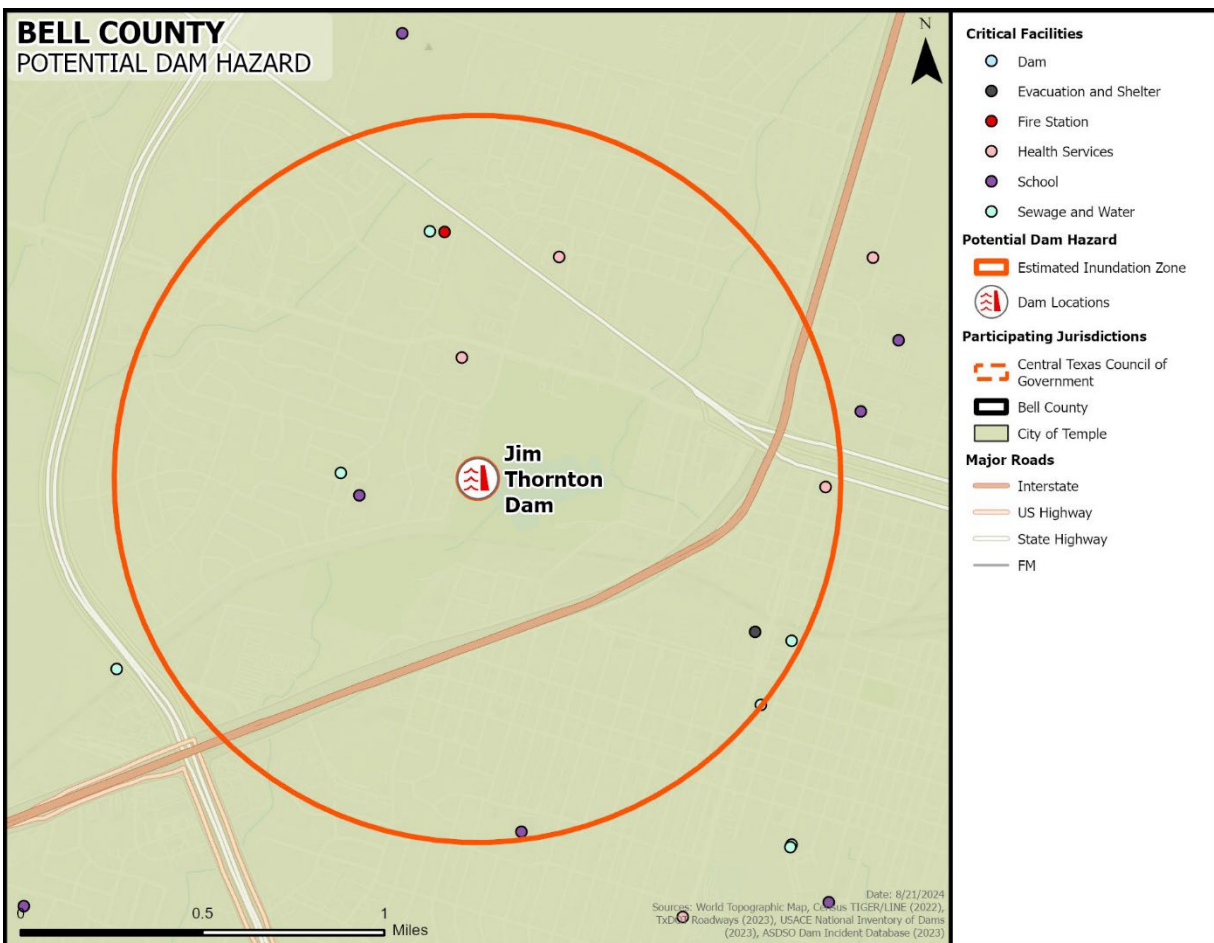 BELL COUNTY
POTENTIAL DAM HAZARD
N
Jim
Thornton
Dam
0
0.5
1
Miles
Date: 8/21/2024
Sources: World Topographic Map, Census TIGER/LINE (2022),
TxDOT Roadways (2023), USACE National Inventory of Dams
(2023), ASDSO Dam Incident Database (2023)
Critical Facilities
Dam
Evacuation and Shelter
Fire Station
Health Services
School
Sewage and Water
Potential Dam Hazard
Estimated Inundation Zone
Dam Locations
Participating Jurisdictions
Central Texas Council of
Government
Bell County
City of Temple
Major Roads
Interstate
US Highway
State Highway
FM